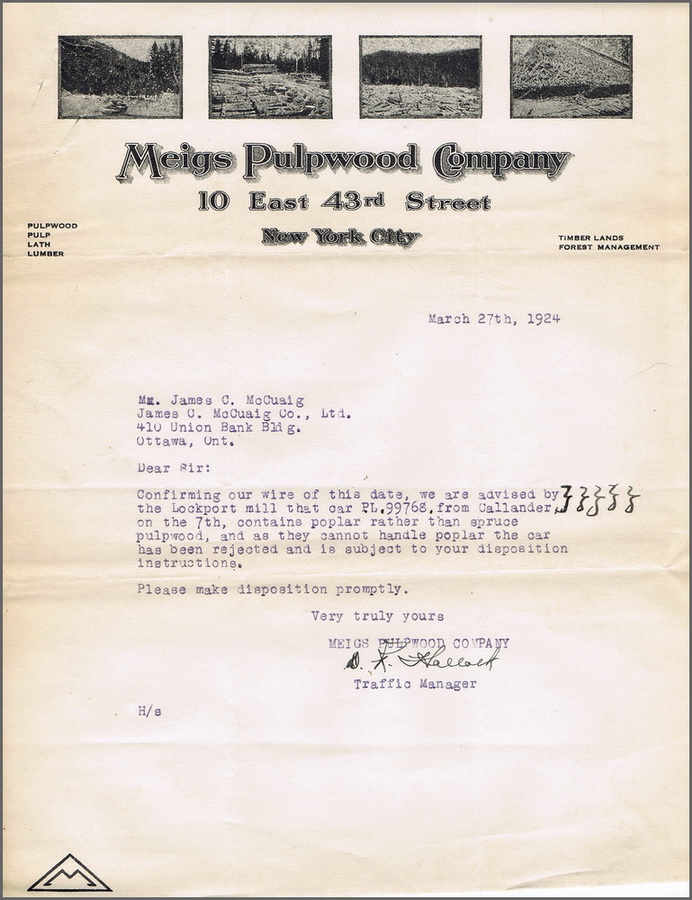 Meigs Pulpwood Company
10 East 43rd Street
New York City
PULPWOOD
PULP
LATH
LUMBER
TIMBER LANDS
FOREST MANAGEMENT
March 27th, 1924
Mr. James C. McCuaig
James C. McCuaig Co., Ltd.
410 Union Bank Bldg.
Ottawa, Ont.
Dear Sir:
Confirming our wire of this date, we are advised by
the Lockport mill that car PL.99768. from Callander,
on the 7th, contains poplar rather than spruce
pulpwood, and as they cannot handle poplar the car
has been rejected and is subject to your disposition
instructions.
Please make disposition promptly.
Very truly yours
MEIGS PULPWOOD COMPANY
D. K. Hallock
Traffic Manager
H/s
M